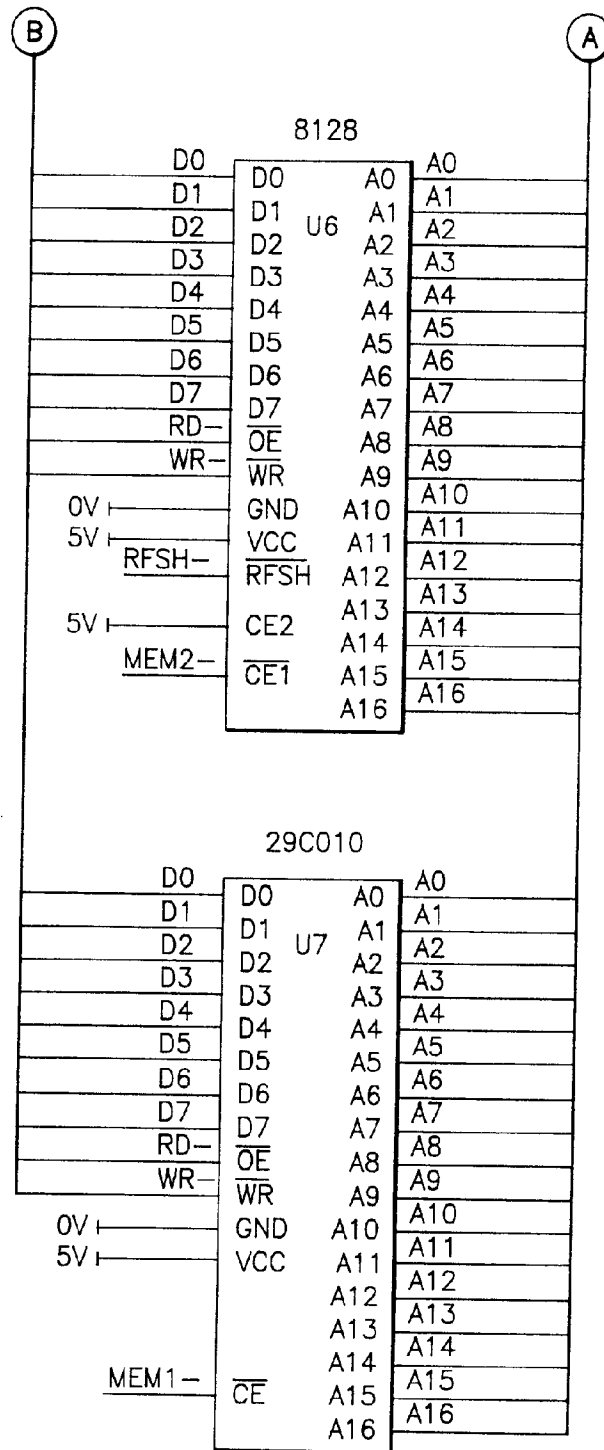 B A
8128
D0 D0 A0 A0
D1 D1 U6 A1 A1
D2 D2 A2 A2
D3 D3 A3 A3
D4 D4 A4 A4
D5 D5 A5 A5
D6 D6 A6 A6
D7 D7 A7 A7
RD- OE A8 A8
WR- WR A9 A9
0V GND A10 A10
5V VCC A11 A11
RFSH- RFSH A12 A12
A13 A13
5V CE2 A14 A14
MEM2- CE1 A15 A15
A16 A16
29C010
D0 D0 A0 A0
D1 D1 U7 A1 A1
D2 D2 A2 A2
D3 D3 A3 A3
D4 D4 A4 A4
D5 D5 A5 A5
D6 D6 A6 A6
D7 D7 A7 A7
RD- OE A8 A8
WR- WR A9 A9
0V GND A10 A10
5V VCC A11 A11
A12 A12
A13 A13
A14 A14
MEM1- CE A15 A15
A16 A16